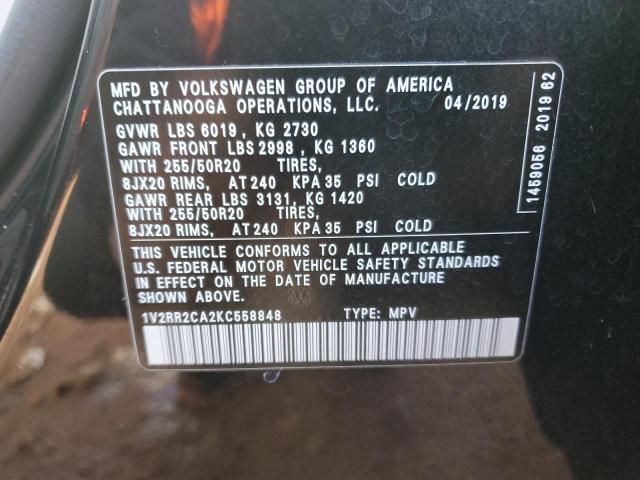 MFD BY VOLKSWAGEN GROUP OF AMERICA
CHATTANOOGA OPERATIONS, LLC. 04/2019
GVWR LBS 6019 , KG 2730
GAWR FRONT LBS 2998 , KG 1360
WITH 255/50R20 TIRES,
8JX20 RIMS, AT 240 KPA 35 PSI COLD
GAWR REAR LBS 3131, KG 1420
WITH 255/50R20 TIRES,
8JX20 RIMS, AT 240 KPA 35 PSI COLD
THIS VEHICLE CONFORMS TO ALL APPLICABLE
U.S. FEDERAL MOTOR VEHICLE SAFETY STANDARDS
IN EFFECT ON THE DATE OF MANUFACTURE
SHOWN ABOVE.
1V2RR2CA2KC558848 TYPE: MPV
1459056 2019 62